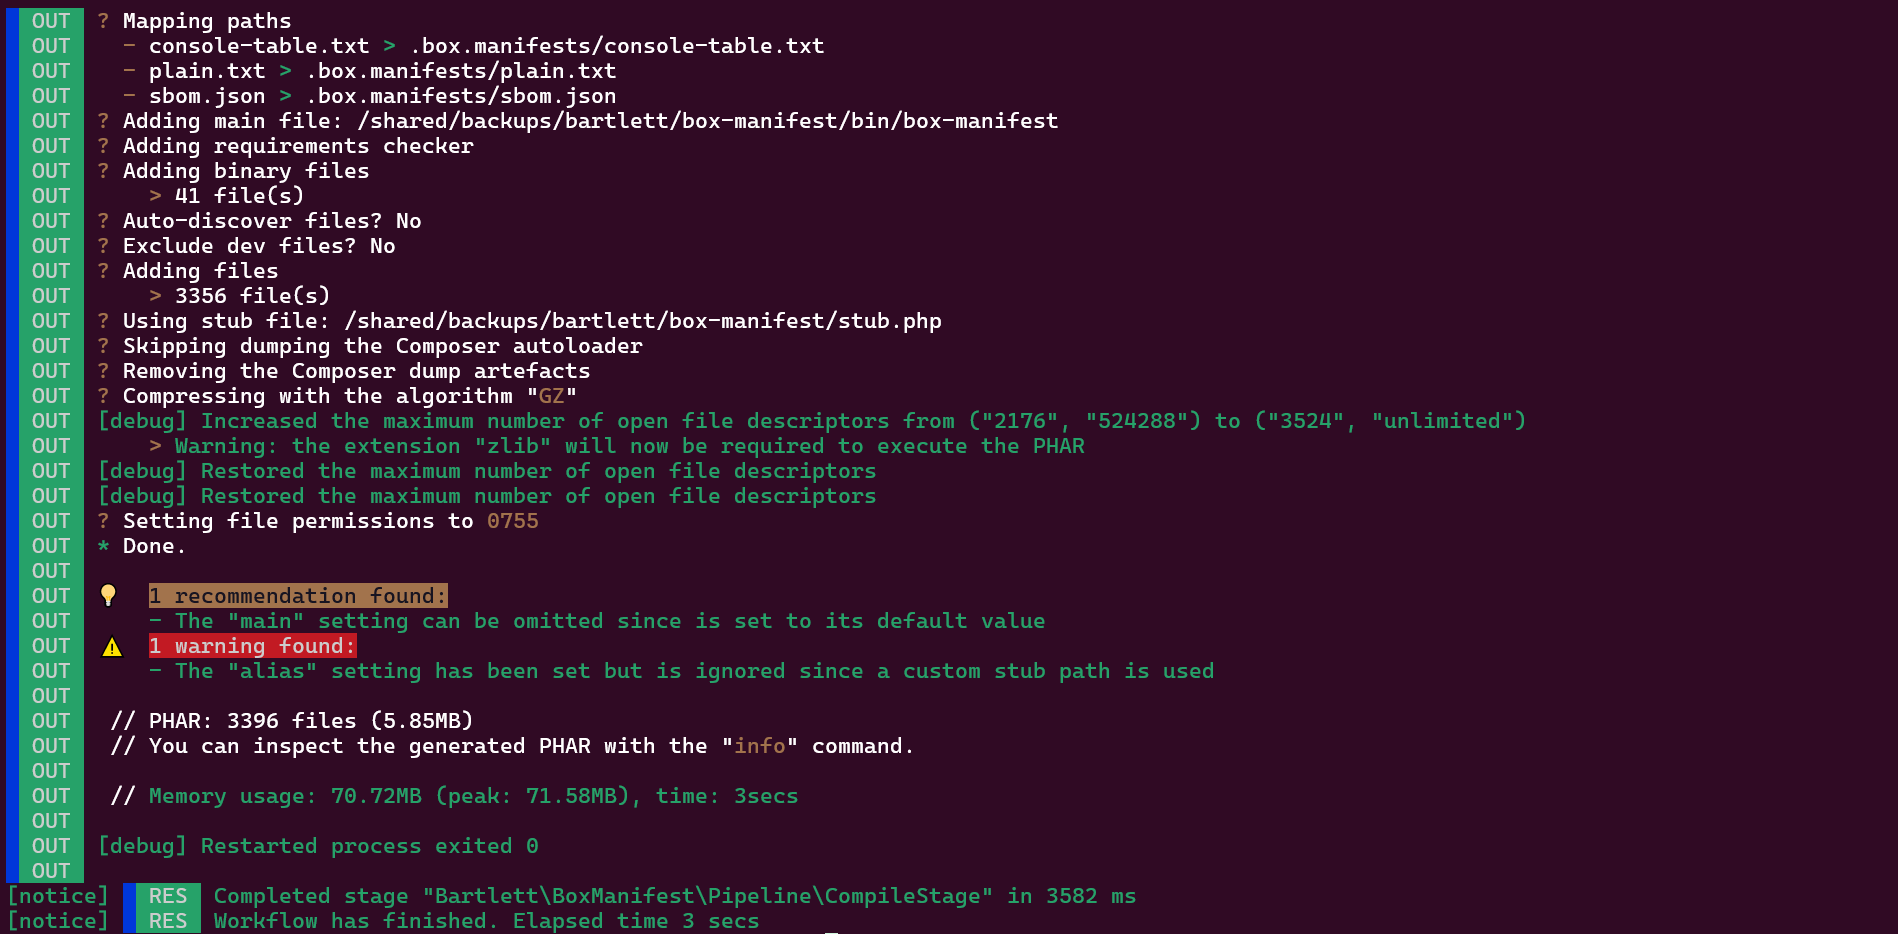 OUT ? Mapping paths
OUT   - console-table.txt > .box.manifests/console-table.txt
OUT   - plain.txt > .box.manifests/plain.txt
OUT   - sbom.json > .box.manifests/sbom.json
OUT ? Adding main file: /shared/backups/bartlett/box-manifest/bin/box-manifest
OUT ? Adding requirements checker
OUT ? Adding binary files
OUT     > 41 file(s)
OUT ? Auto-discover files? No
OUT ? Exclude dev files? No
OUT ? Adding files
OUT     > 3356 file(s)
OUT ? Using stub file: /shared/backups/bartlett/box-manifest/stub.php
OUT ? Skipping dumping the Composer autoloader
OUT ? Removing the Composer dump artefacts
OUT ? Compressing with the algorithm "GZ"
OUT [debug] Increased the maximum number of open file descriptors from ("2176", "524288") to ("3524", "unlimited")
OUT     > Warning: the extension "zlib" will now be required to execute the PHAR
OUT [debug] Restored the maximum number of open file descriptors
OUT [debug] Restored the maximum number of open file descriptors
OUT ? Setting file permissions to 0755
OUT * Done.
OUT
OUT 💡  1 recommendation found:
OUT     - The "main" setting can be omitted since is set to its default value
OUT ⚠️  1 warning found:
OUT     - The "alias" setting has been set but is ignored since a custom stub path is used
OUT
OUT  // PHAR: 3396 files (5.85MB)
OUT  // You can inspect the generated PHAR with the "info" command.
OUT
OUT  // Memory usage: 70.72MB (peak: 71.58MB), time: 3secs
OUT
OUT [debug] Restarted process exited 0
OUT
[notice] RES Completed stage "Bartlett\BoxManifest\Pipeline\CompileStage" in 3582 ms
[notice] RES Workflow has finished. Elapsed time 3 secs